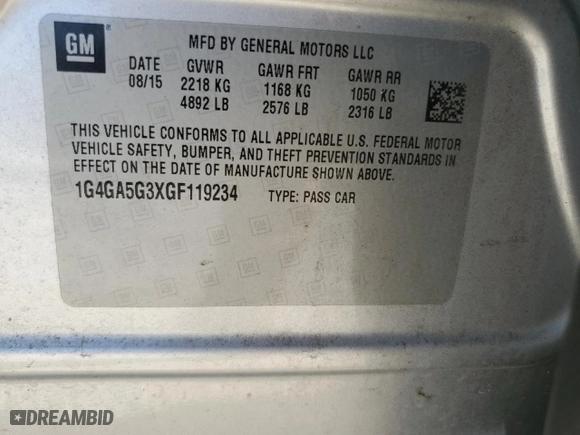 GM
MFD BY GENERAL MOTORS LLC
DATE GVWR GAWR FRT GAWR RR
08/15 2218 KG 1168 KG 1050 KG
4892 LB 2576 LB 2316 LB
THIS VEHICLE CONFORMS TO ALL APPLICABLE U.S. FEDERAL MOTOR
VEHICLE SAFETY, BUMPER, AND THEFT PREVENTION STANDARDS IN
EFFECT ON THE DATE OF MANUFACTURE SHOWN ABOVE.
1G4GA5G3XGF119234 TYPE: PASS CAR
DREAMBID